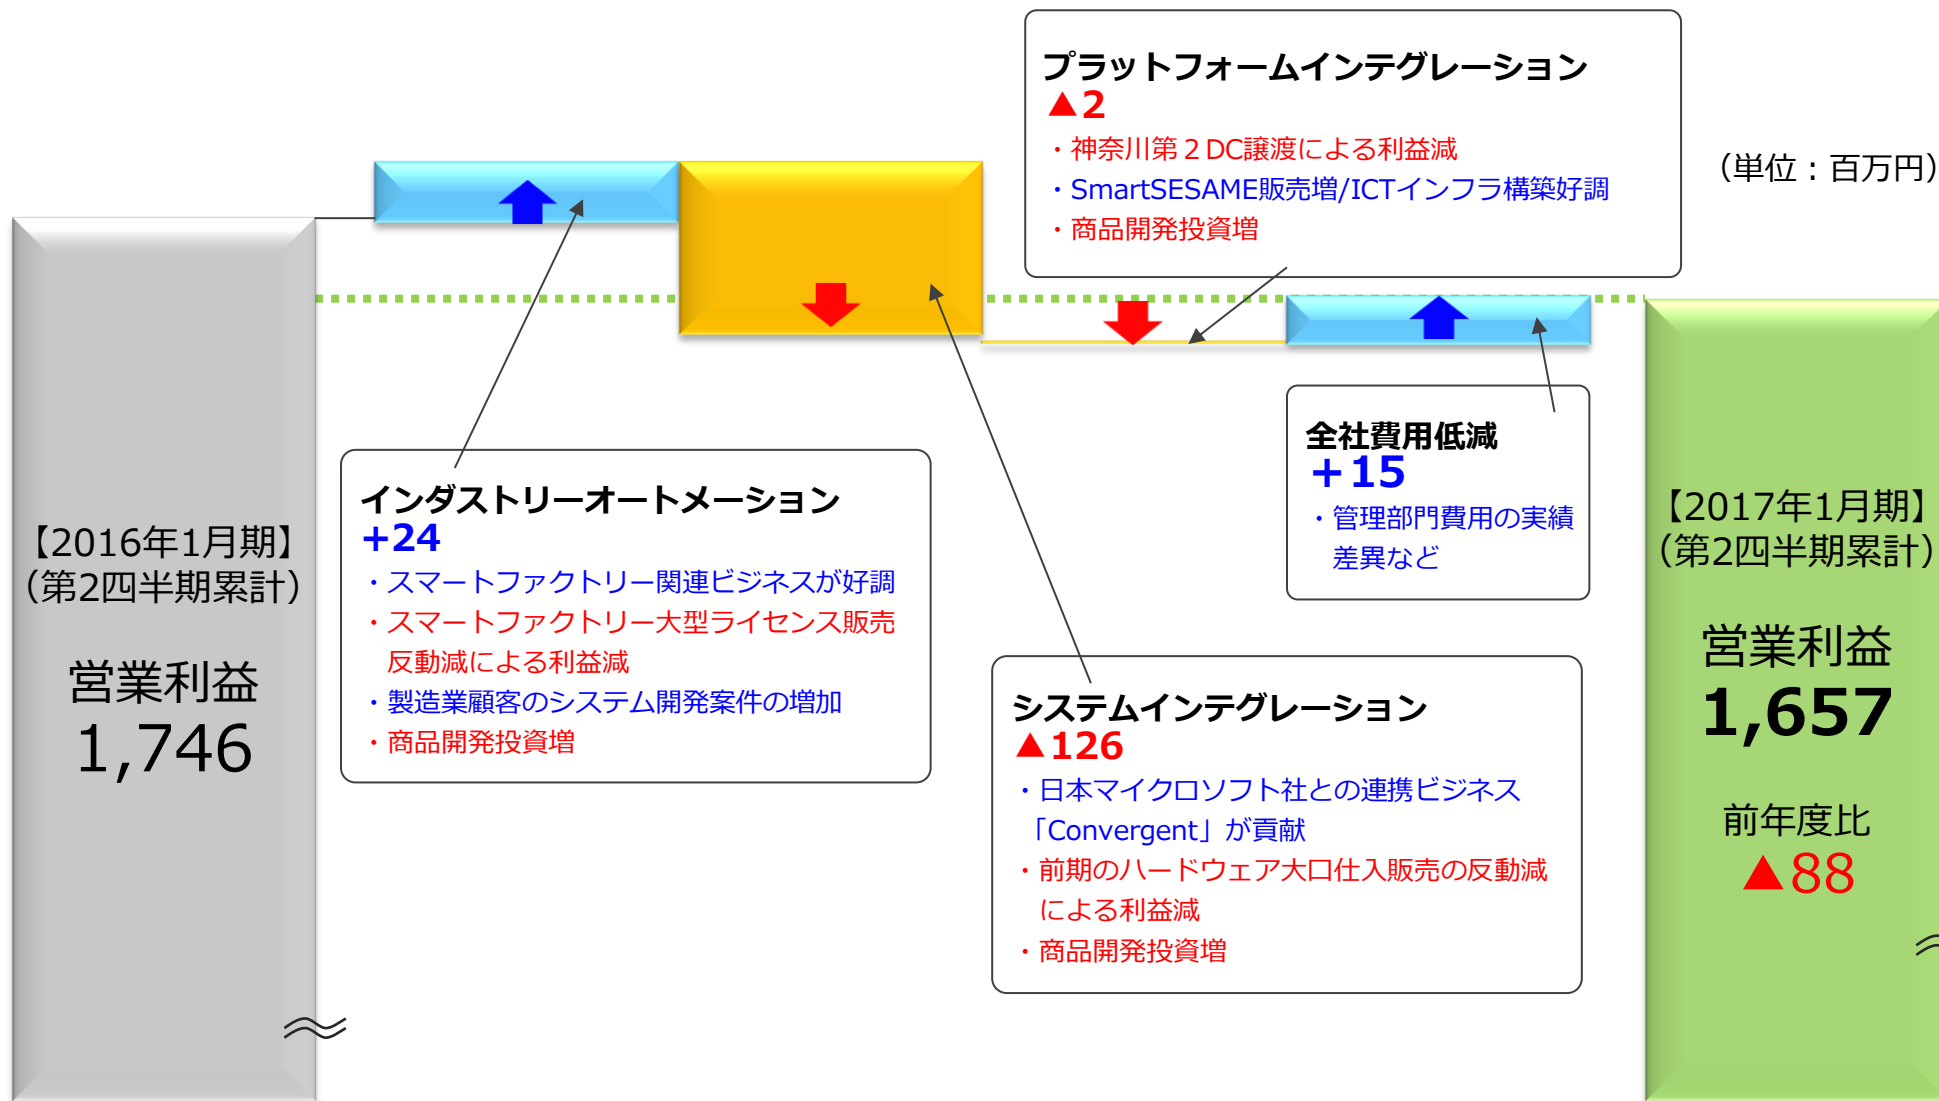 プラットフォームインテグレーション
▲2
・神奈川第２DC譲渡による利益減
・SmartSESAME販売増/ICTインフラ構築好調
・商品開発投資増
（単位：百万円）
【2016年1月期】
（第2四半期累計）
営業利益
1,746
インダストリーオートメーション
+24
・スマートファクトリー関連ビジネスが好調
・スマートファクトリー大型ライセンス販売
反動減による利益減
・製造業顧客のシステム開発案件の増加
・商品開発投資増
システムインテグレーション
▲126
・日本マイクロソフト社との連携ビジネス
「Convergent」が貢献
・前期のハードウェア大口仕入販売の反動減
による利益減
・商品開発投資増
全社費用低減
＋15
・管理部門費用の実績
差異など
【2017年1月期】
（第2四半期累計）
営業利益
1,657
前年度比
▲88